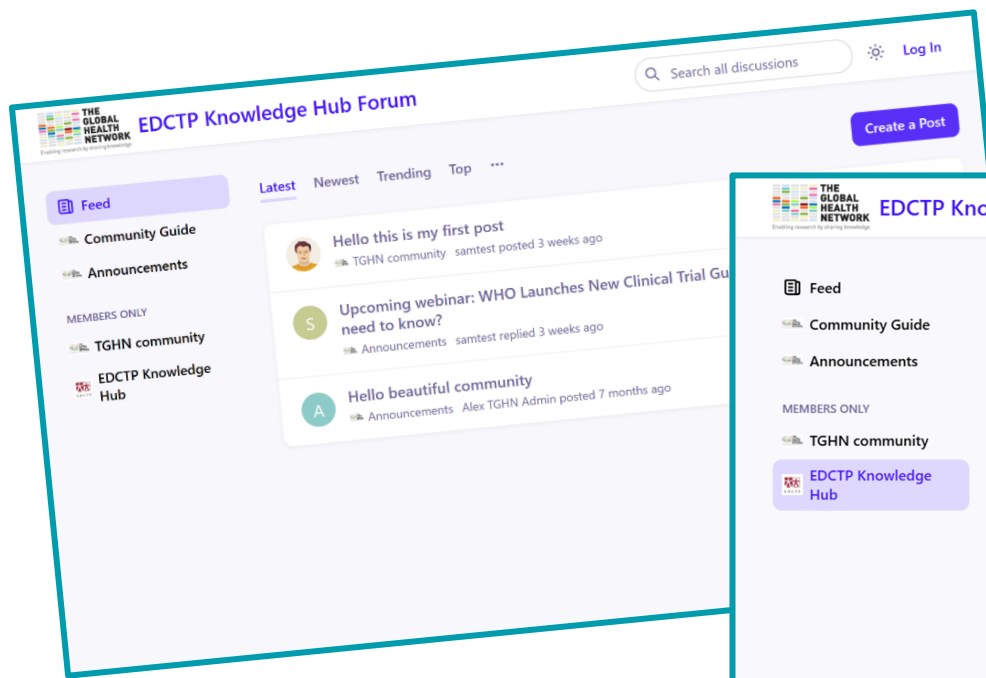 THE
GLOBAL
HEALTH
NETWORK
Enabling research by sharing knowledge
EDCTP Knowledge Hub Forum
Search all discussions
Log In
Create a Post
Feed
Community Guide
Announcements
MEMBERS ONLY
TGHN community
EDCTP Knowledge
Hub
Latest Newest Trending Top ...
Hello this is my first post
TGHN community samtest posted 3 weeks ago
S
Upcoming webinar: WHO Launches New Clinical Trial Gu
need to know?
Announcements samtest replied 3 weeks ago
A
Hello beautiful community
Announcements Alex TGHN Admin posted 7 months ago
THE
GLOBAL
HEALTH
NETWORK
Enabling research by sharing knowledge
EDCTP Kno
Feed
Community Guide
Announcements
MEMBERS ONLY
TGHN community
EDCTP
EDCTP Knowledge
Hub